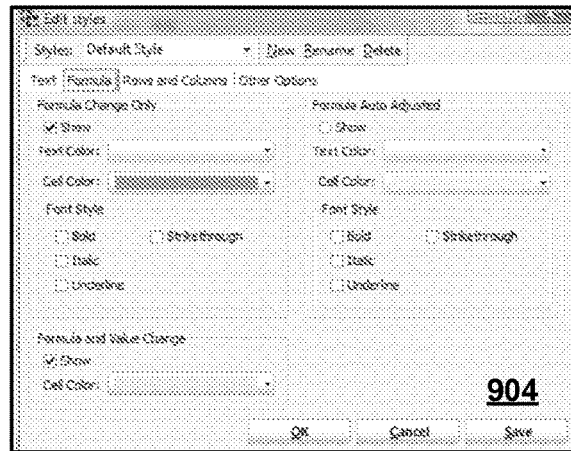 Edit styles
Styles: Default Style New Rename Delete
Text Formula Rows and Columns Other Options
Formula Change Only Formula Auto Adjusted
Show Show
Text Color: Text Color:
Cell Color: Cell Color:
Font Style Font Style
Bold Strikethrough Bold Strikethrough
Italic Italic
Underline Underline
Formula and Value Change
Show
Cell Color:
904
OK Cancel Save